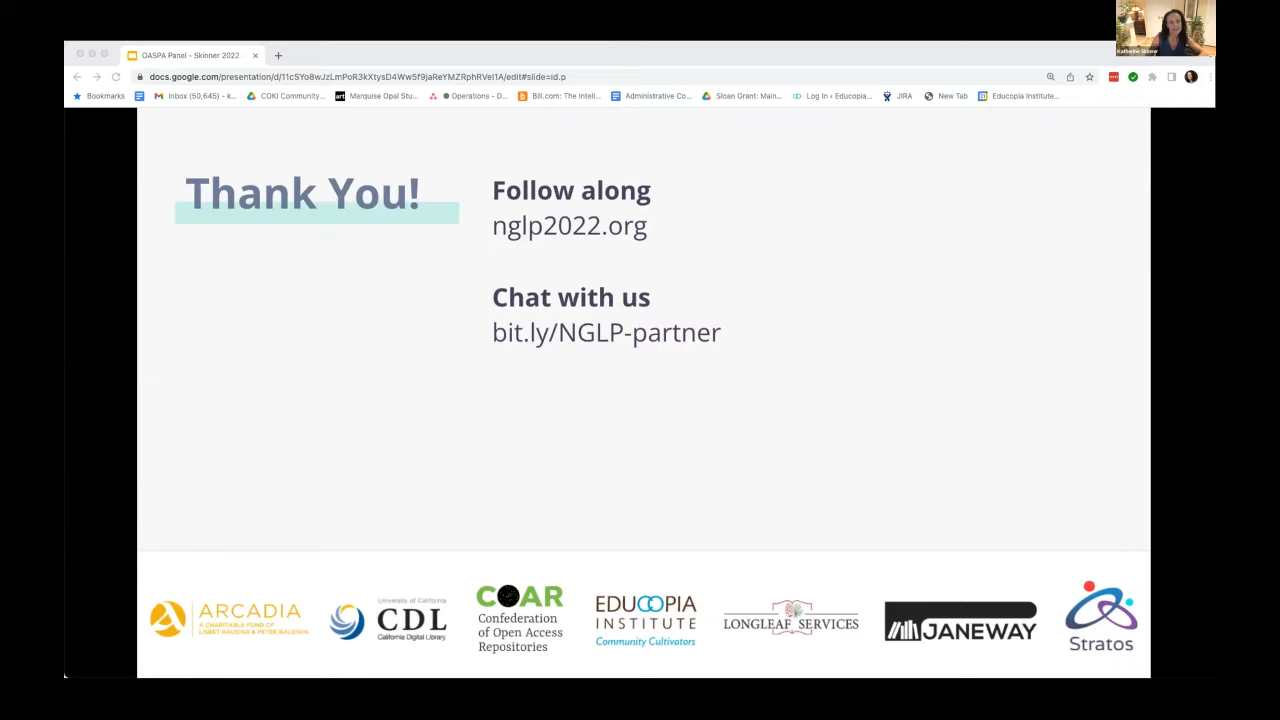 Katherine Skinner
OASPA Panel - Skinner 2022 -
docs.google.com/presentation/d/11cSYo8wJzLmPoR3kXtysD4Ww5f9jaReYMZRphRVeI1A/edit#slide=id.p
Bookmarks Inbox (50,645) - k... COKI Community... art Marquise Opal Stu... Operations - D... Bill.com: The Intell... Administrative Co... Sloan Grant: Main... Log In ‹ Educopia... JIRA New Tab Educopia Institute...
Thank You!
Follow along
nglp2022.org
Chat with us
bit.ly/NGLP-partner
ARCADIA
A CHARITABLE FUND OF
LISBET RAUSING & PETER BALDWIN
University of California
CDL
California Digital Library
COAR
Confederation
of Open Access
Repositories
EDUCOPIA
INSTITUTE
Community Cultivators
LONGLEAF SERVICES
JANEWAY
Stratos